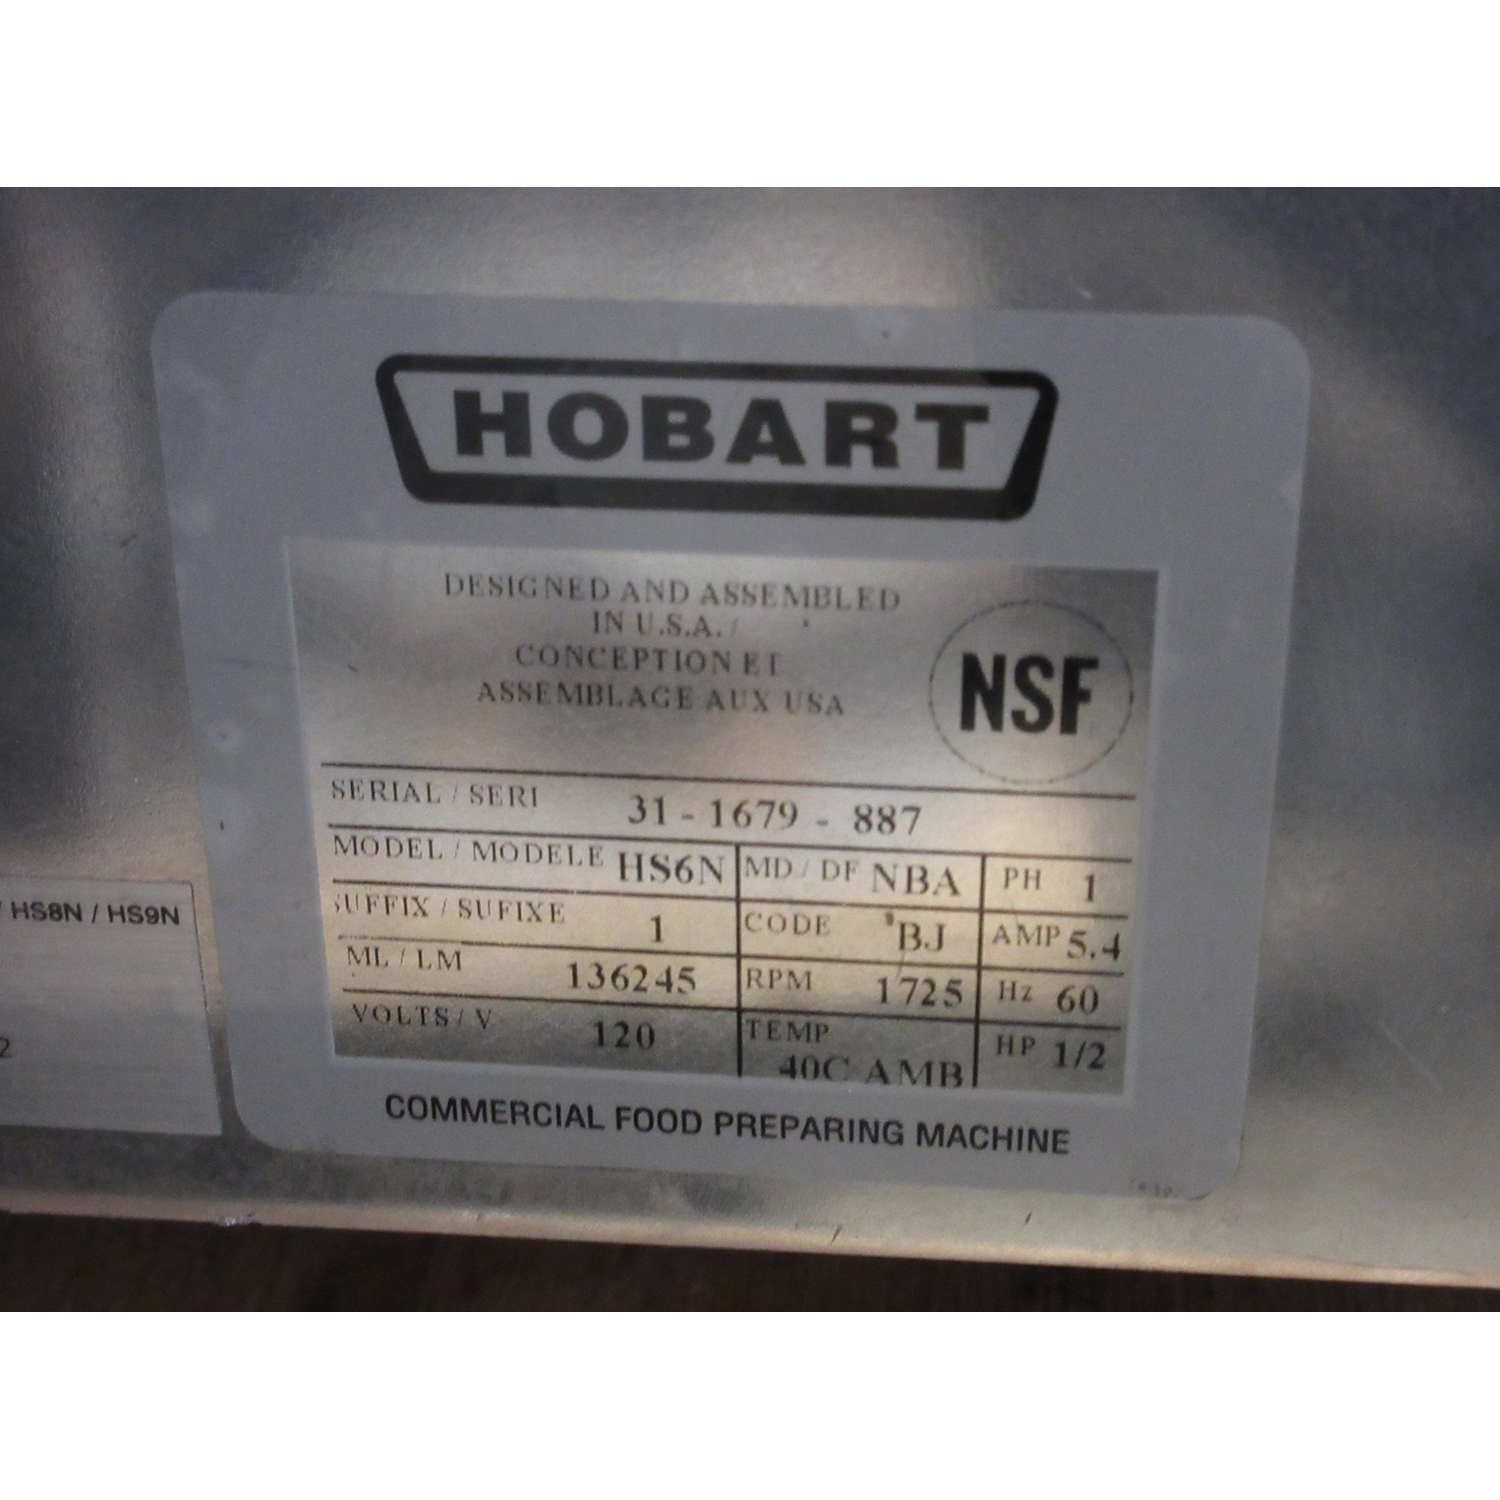 HOBART
DESIGNED AND ASSEMBLED
IN U.S.A. /
CONCEPTION ET
ASSEMBLAGE AUX USA
NSF
SERIAL / SERI 31 - 1679 - 887
MODEL / MODELE HS6N MD / DF NBA PH 1
SUFFIX / SUFIXE 1 CODE BJ AMP 5.4
ML / LM 136245 RPM 1725 Hz 60
VOLTS / V 120 TEMP 40C AMB HP 1/2
COMMERCIAL FOOD PREPARING MACHINE
/ HS8N / HS9N
2